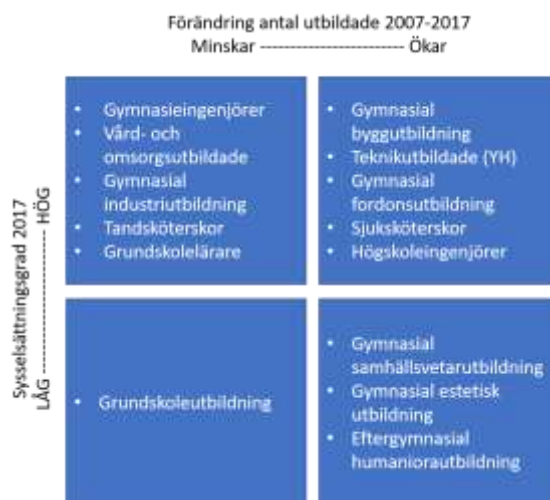 Förändring antal utbildade 2007-2017
Minskar ------------------------ Ökar
Sysselsättningsgrad 2017
LÅG -------------------- HÖG
• Gymnasieingenjörer
• Vård- och
omsorgsutbildade
• Gymnasial
industriutbildning
• Tandsköterskor
• Grundskolelärare
• Gymnasial
byggutbildning
• Teknikutbildade (YH)
• Gymnasial
fordonsutbildning
• Sjuksköterskor
• Högskoleingenjörer
• Grundskoleutbildning
• Gymnasial
samhällsvetarutbildning
• Gymnasial estetisk
utbildning
• Eftergymnasial
humaniorautbildning